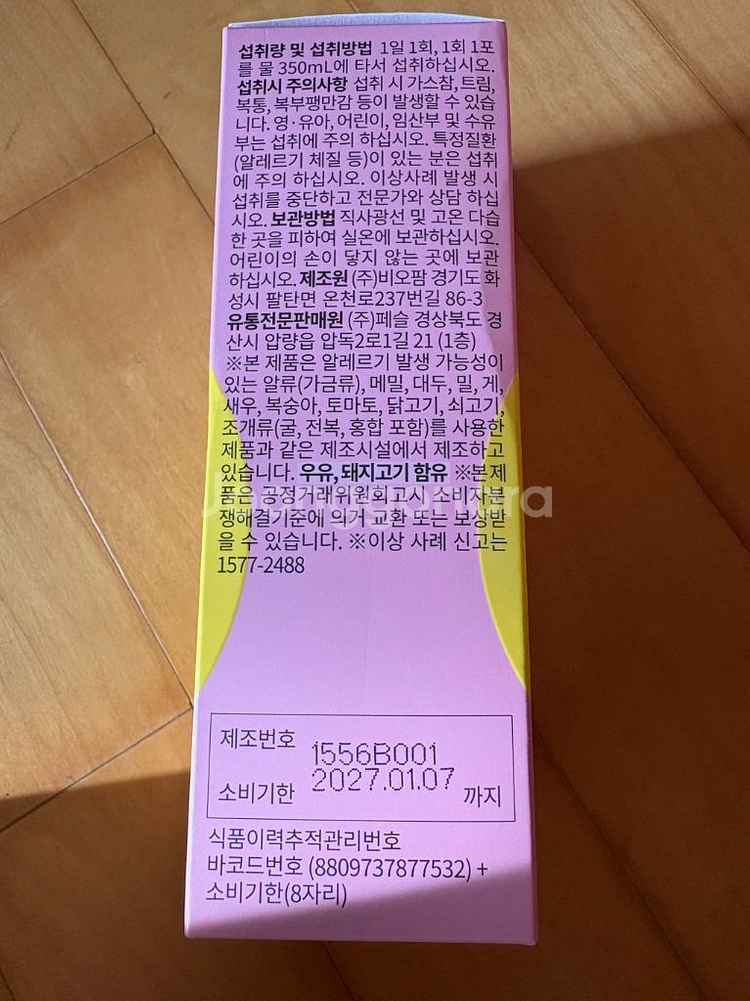 섭취량 및 섭취방법 1일 1회, 1회 1포
를 물 350mL에 타서 섭취하십시오.
섭취시 주의사항 섭취 시 가스참, 트림,
복통, 복부팽만감 등이 발생할 수 있습
니다. 영·유아, 어린이, 임산부 및 수유
부는 섭취에 주의 하십시오. 특정질환
(알레르기 체질 등)이 있는 분은 섭취
에 주의 하십시오. 이상사례 발생 시
섭취를 중단하고 전문가와 상담 하십
시오. 보관방법 직사광선 및 고온 다습
한 곳을 피하여 실온에 보관하십시오.
어린이의 손이 닿지 않는 곳에 보관
하십시오. 제조원 (주)비오팜 경기도 화
성시 팔탄면 온천로237번길 86-3
유통전문판매원 (주)페슬 경상북도 경
산시 압량읍 압독2로1길 21 (1층)
※본 제품은 알레르기 발생 가능성이
있는 알류(가금류), 메밀, 대두, 밀, 게,
새우, 복숭아, 토마토, 닭고기, 쇠고기,
조개류(굴, 전복, 홍합 포함)를 사용한
제품과 같은 제조시설에서 제조하고
있습니다. 우유, 돼지고기 함유 ※본제
품은 공정거래위원회고시 소비자분
쟁해결기준에 의거 교환 또는 보상받
을 수 있습니다. ※이상 사례 신고는
1577-2488
제조번호 1556B001
소비기한 2027.01.07 까지
식품이력추적관리번호
바코드번호 (8809737877532) +
소비기한(8자리)